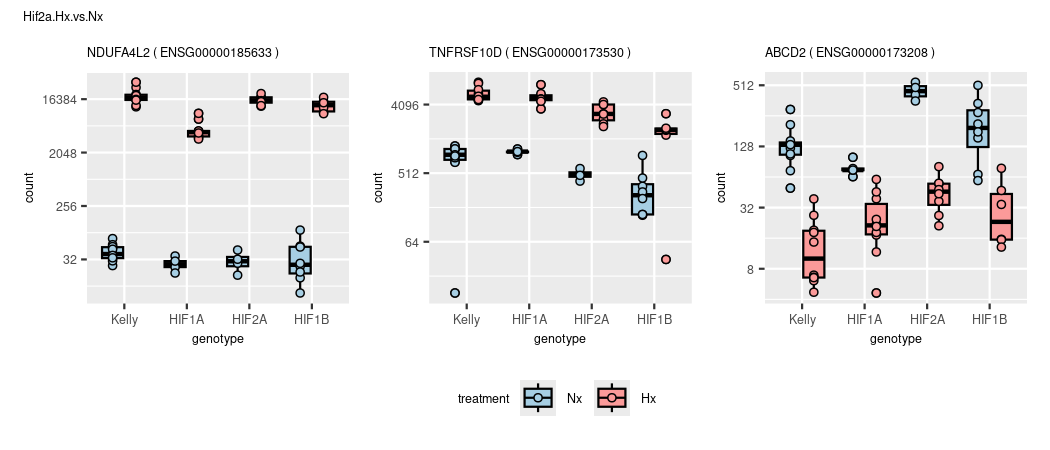 Hif2a.Hx.vs.Nx
NDUFA4L2 ( ENSG00000185633 )
16384
2048
256
32
count
Kelly HIF1A HIF2A HIF1B
genotype
TNFRSF10D ( ENSG00000173530 )
4096
512
64
count
Kelly HIF1A HIF2A HIF1B
genotype
ABCD2 ( ENSG00000173208 )
512
128
32
8
count
Kelly HIF1A HIF2A HIF1B
genotype
treatment Nx Hx